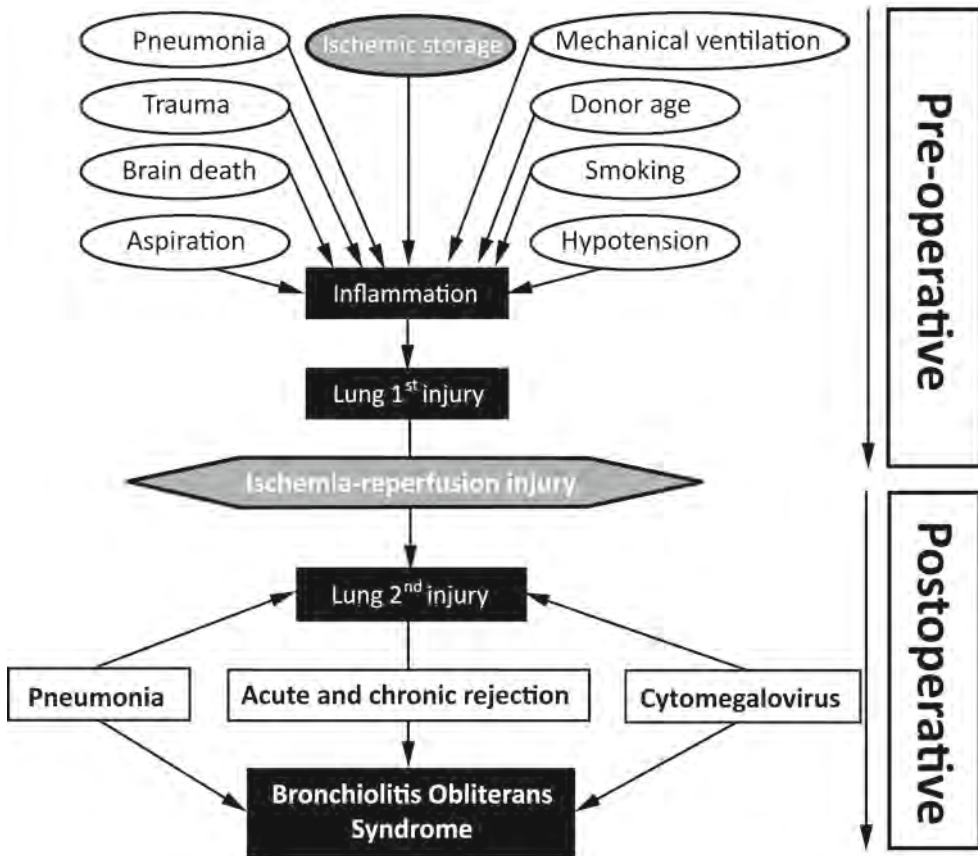 Pneumonia
Ischemic storage
Mechanical ventilation
Trauma
Donor age
Brain death
Smoking
Aspiration
Hypotension
Inflammation
Lung 1st injury
Ischemia-reperfusion injury
Lung 2nd injury
Pneumonia
Acute and chronic rejection
Cytomegalovirus
Bronchiolitis Obliterans
Syndrome
Pre-operative
Postoperative